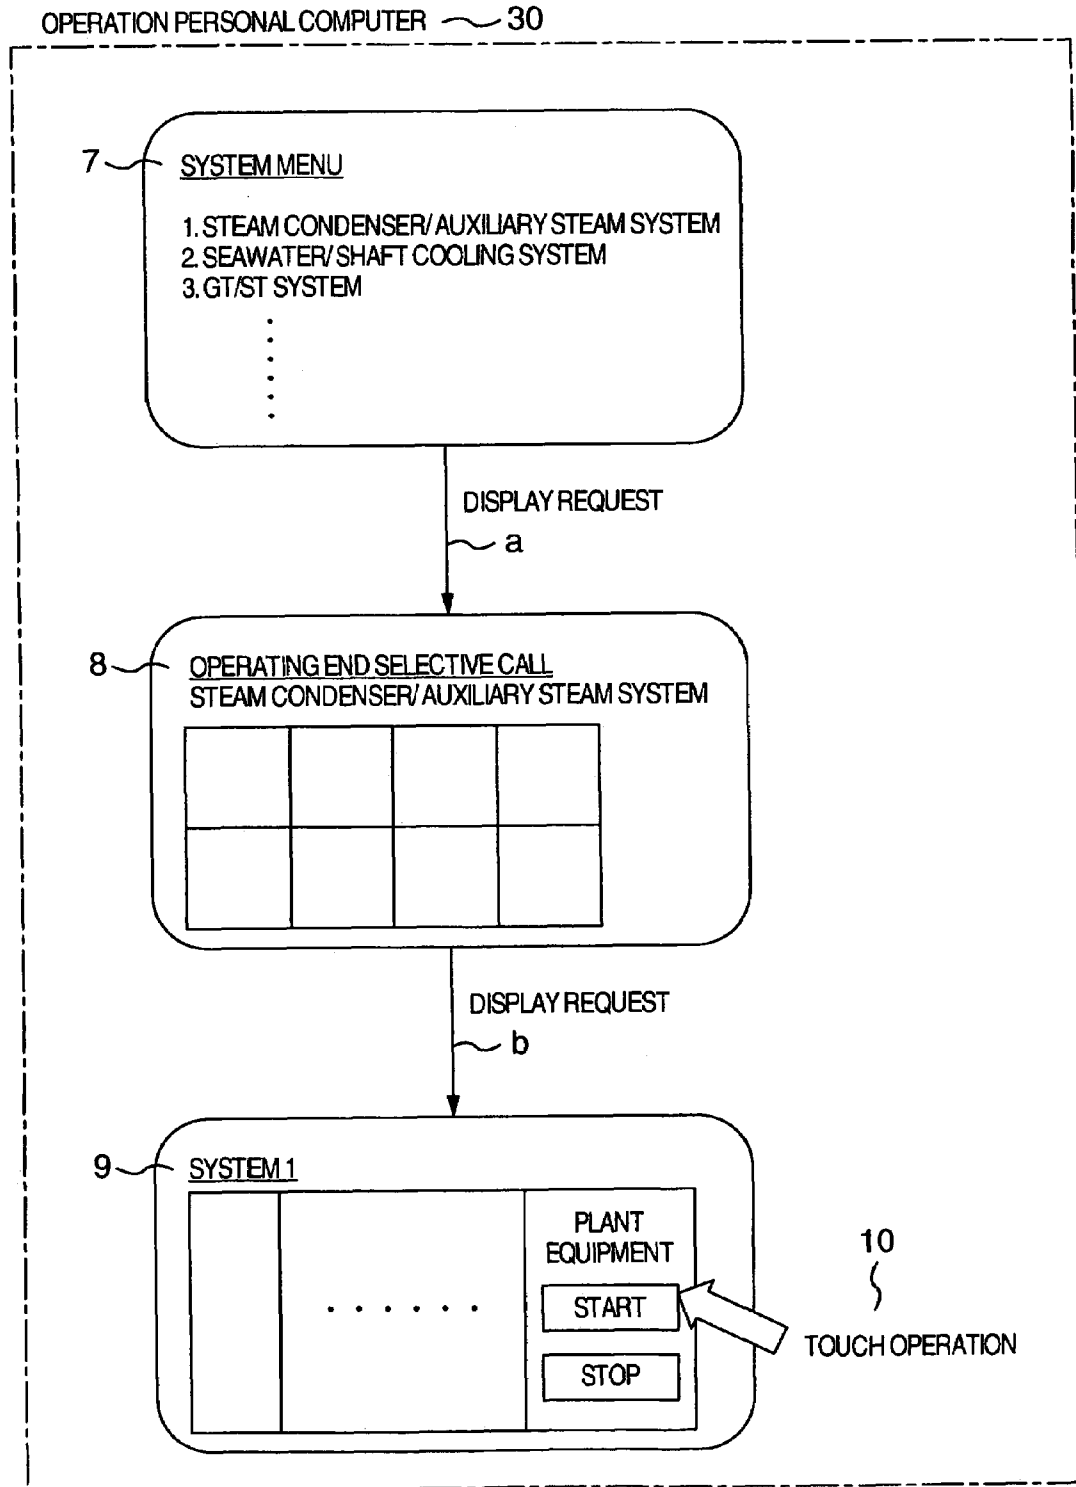 OPERATION PERSONAL COMPUTER 30
7
SYSTEM MENU
1. STEAM CONDENSER/AUXILIARY STEAM SYSTEM
2. SEAWATER/SHAFT COOLING SYSTEM
3. GT/ST SYSTEM
DISPLAY REQUEST
a
8
OPERATING END SELECTIVE CALL
STEAM CONDENSER/AUXILIARY STEAM SYSTEM
DISPLAY REQUEST
b
9
SYSTEM 1
PLANT
EQUIPMENT
START
STOP
10
TOUCH OPERATION